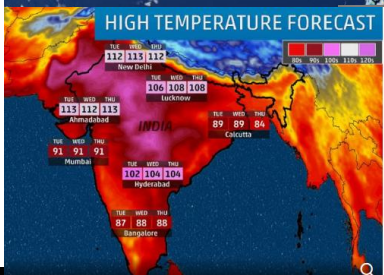 HIGH TEMPERATURE FORECAST
80s 90s 100s 110s 120s
TUE WED THU
112 113 112
New Delhi
TUE WED THU
106 108 108
Lucknow
TUE WED THU
113 112 113
Ahmadabad
INDIA
TUE WED THU
89 89 84
Calcutta
TUE WED THU
91 91 91
Mumbai
TUE WED THU
102 104 104
Hyderabad
TUE WED THU
87 88 88
Bangalore